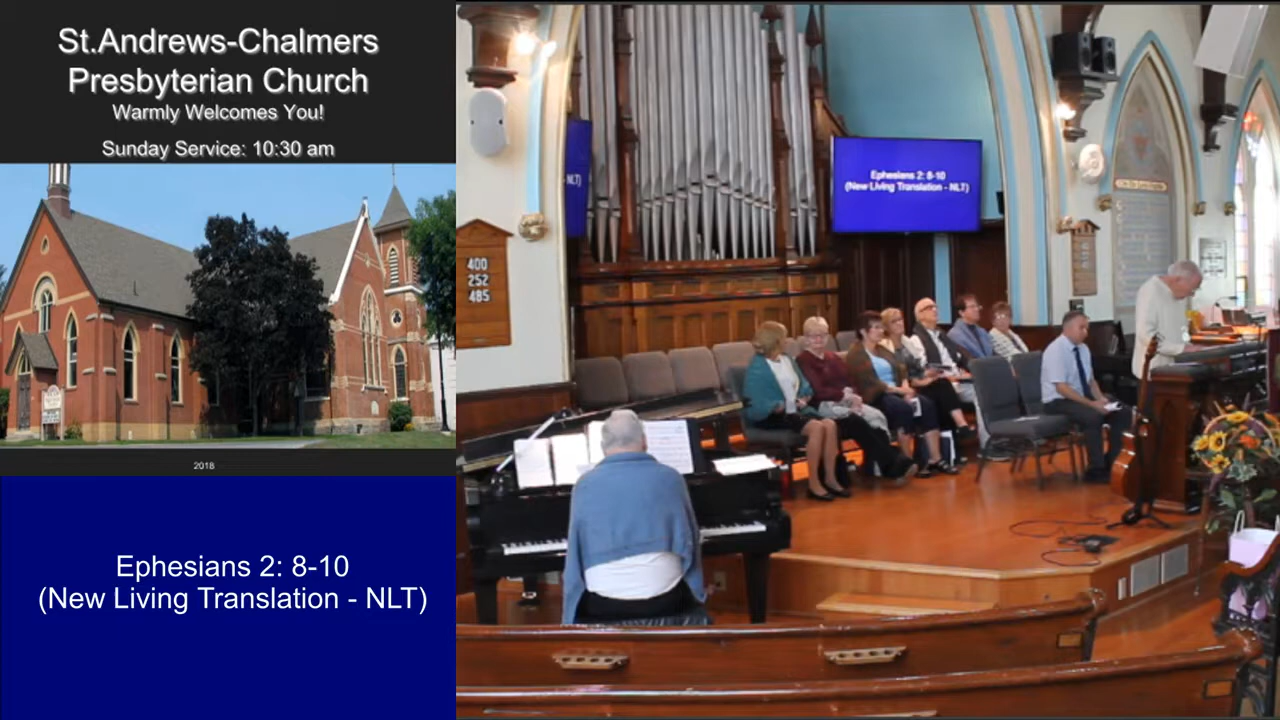 St.Andrews-Chalmers
Presbyterian Church
Warmly Welcomes You!
Sunday Service: 10:30 am
2018
Ephesians 2: 8-10
(New Living Translation - NLT)
NLT)
Ephesians 2: 8-10
(New Living Translation - NLT)
400
252
485